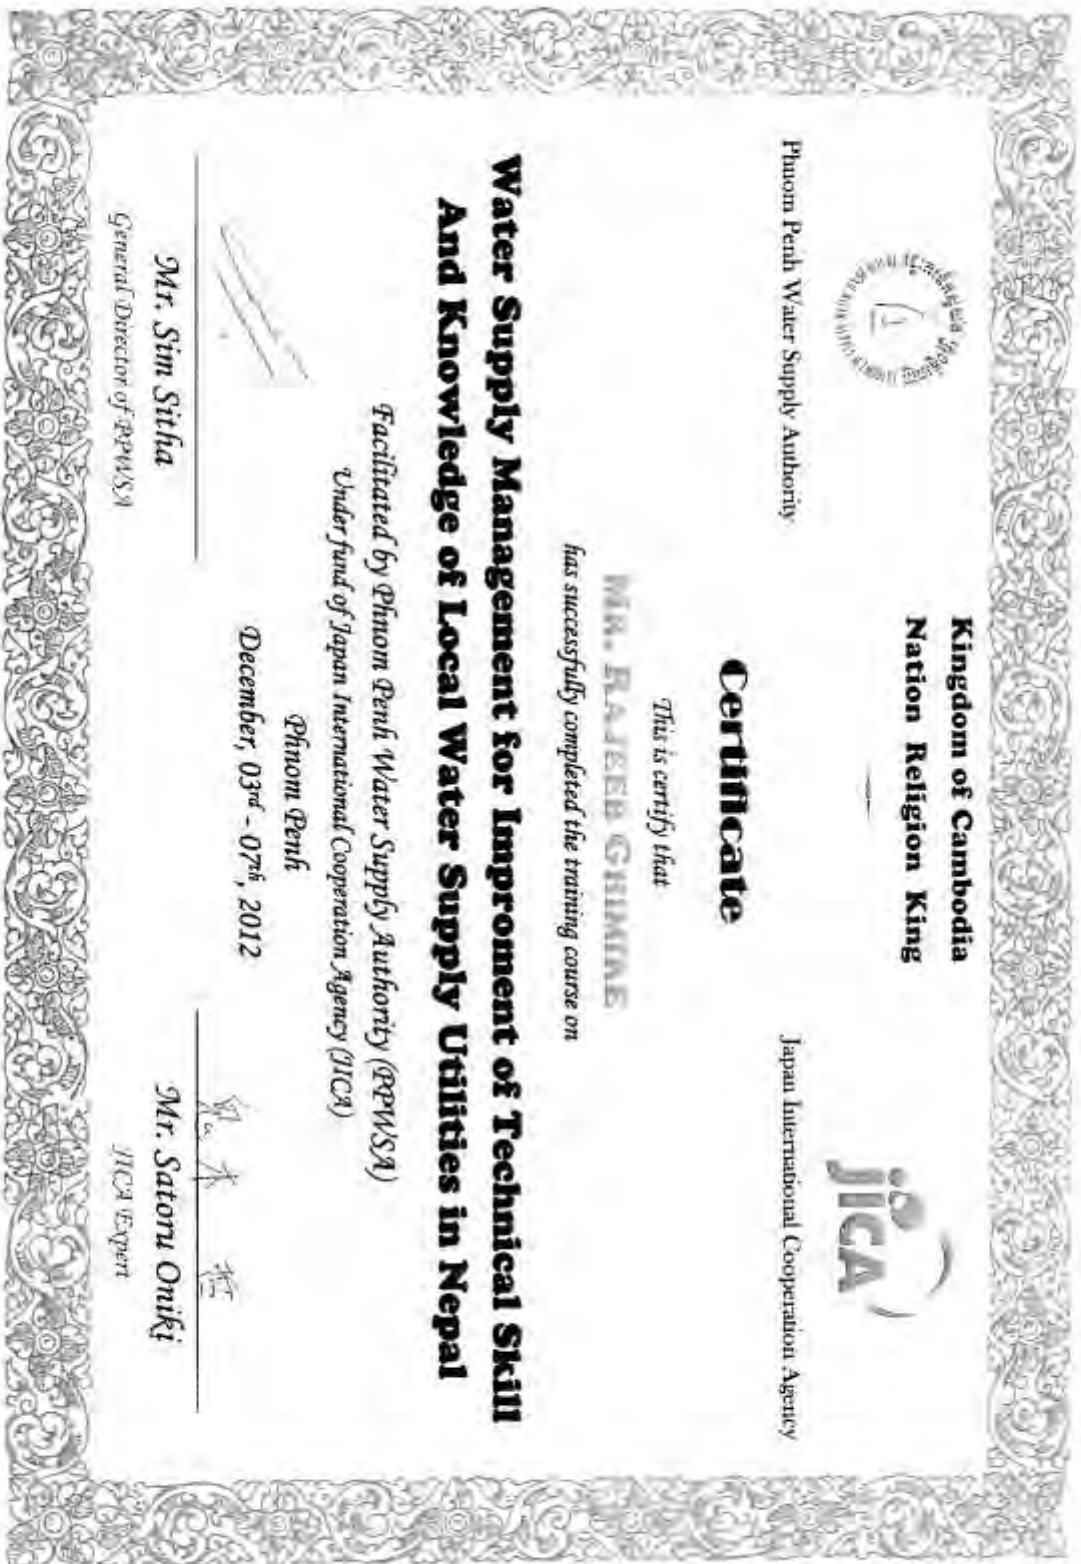 Kingdom of Cambodia
Nation Religion King
Phnom Penh Water Supply Authority
jICA
Japan International Cooperation Agency
Certificate
This is certify that
MR. RAJEEB GHIMIRE
has successfully completed the training course on
Water Supply Management for Improment of Technical Skill
And Knowledge of Local Water Supply Utilities in Nepal
Facilitated by Phnom Penh Water Supply Authority (PPWSA)
Under fund of Japan International Cooperation Agency (JICA)
Phnom Penh
December, 03rd - 07th, 2012
Mr. Sim Sitha
General Director of PPWSA
Mr. Satoru Oniki
JICA Expert